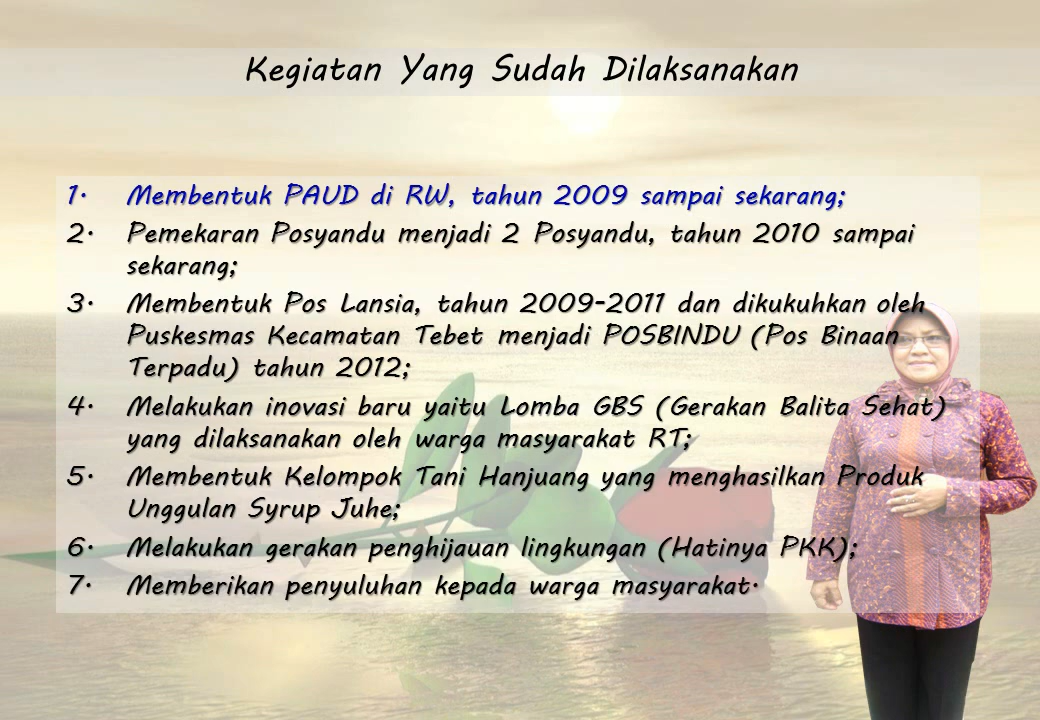 Kegiatan Yang Sudah Dilaksanakan
1. Membentuk PAUD di RW, tahun 2009 sampai sekarang;
2. Pemekaran Posyandu menjadi 2 Posyandu, tahun 2010 sampai
sekarang;
3. Membentuk Pos Lansia, tahun 2009-2011 dan dikukuhkan oleh
Puskesmas Kecamatan Tebet menjadi POSBINDU (Pos Binaan
Terpadu) tahun 2012;
4. Melakukan inovasi baru yaitu Lomba GBS (Gerakan Balita Sehat)
yang dilaksanakan oleh warga masyarakat RT;
5. Membentuk Kelompok Tani Hanjuang yang menghasilkan Produk
Unggulan Syrup Juhe;
6. Melakukan gerakan penghijauan lingkungan (Hatinya PKK);
7. Memberikan penyuluhan kepada warga masyarakat.